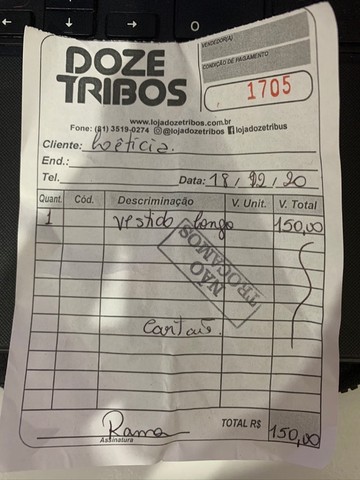 DOZE
TRIBOS
VENDEDOR(A)
CONDIÇÃO DE PAGAMENTO
1705
www.lojadozetribos.com.br
Fone: (81) 3519-0274 @lojadozetribos lojadozetribus
Cliente: Loêticia.
End.:
Tel. Data: 18/12/20
Quant. Cód. Descriminação V. Unit. V. Total
1 vestido longo 150,00
NÃO
TROCAMOS
Cartão.
TOTAL R$ 150,00
Assinatura